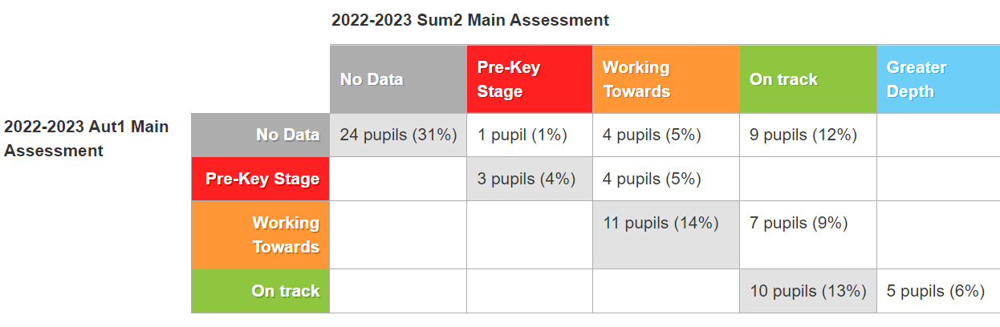 2022-2023 Sum2 Main Assessment
No Data
Pre-Key
Stage
Working
Towards
On track
Greater
Depth
2022-2023 Aut1 Main
Assessment
No Data 24 pupils (31%) 1 pupil (1%) 4 pupils (5%) 9 pupils (12%)
Pre-Key Stage 3 pupils (4%) 4 pupils (5%)
Working
Towards
11 pupils (14%) 7 pupils (9%)
On track 10 pupils (13%) 5 pupils (6%)